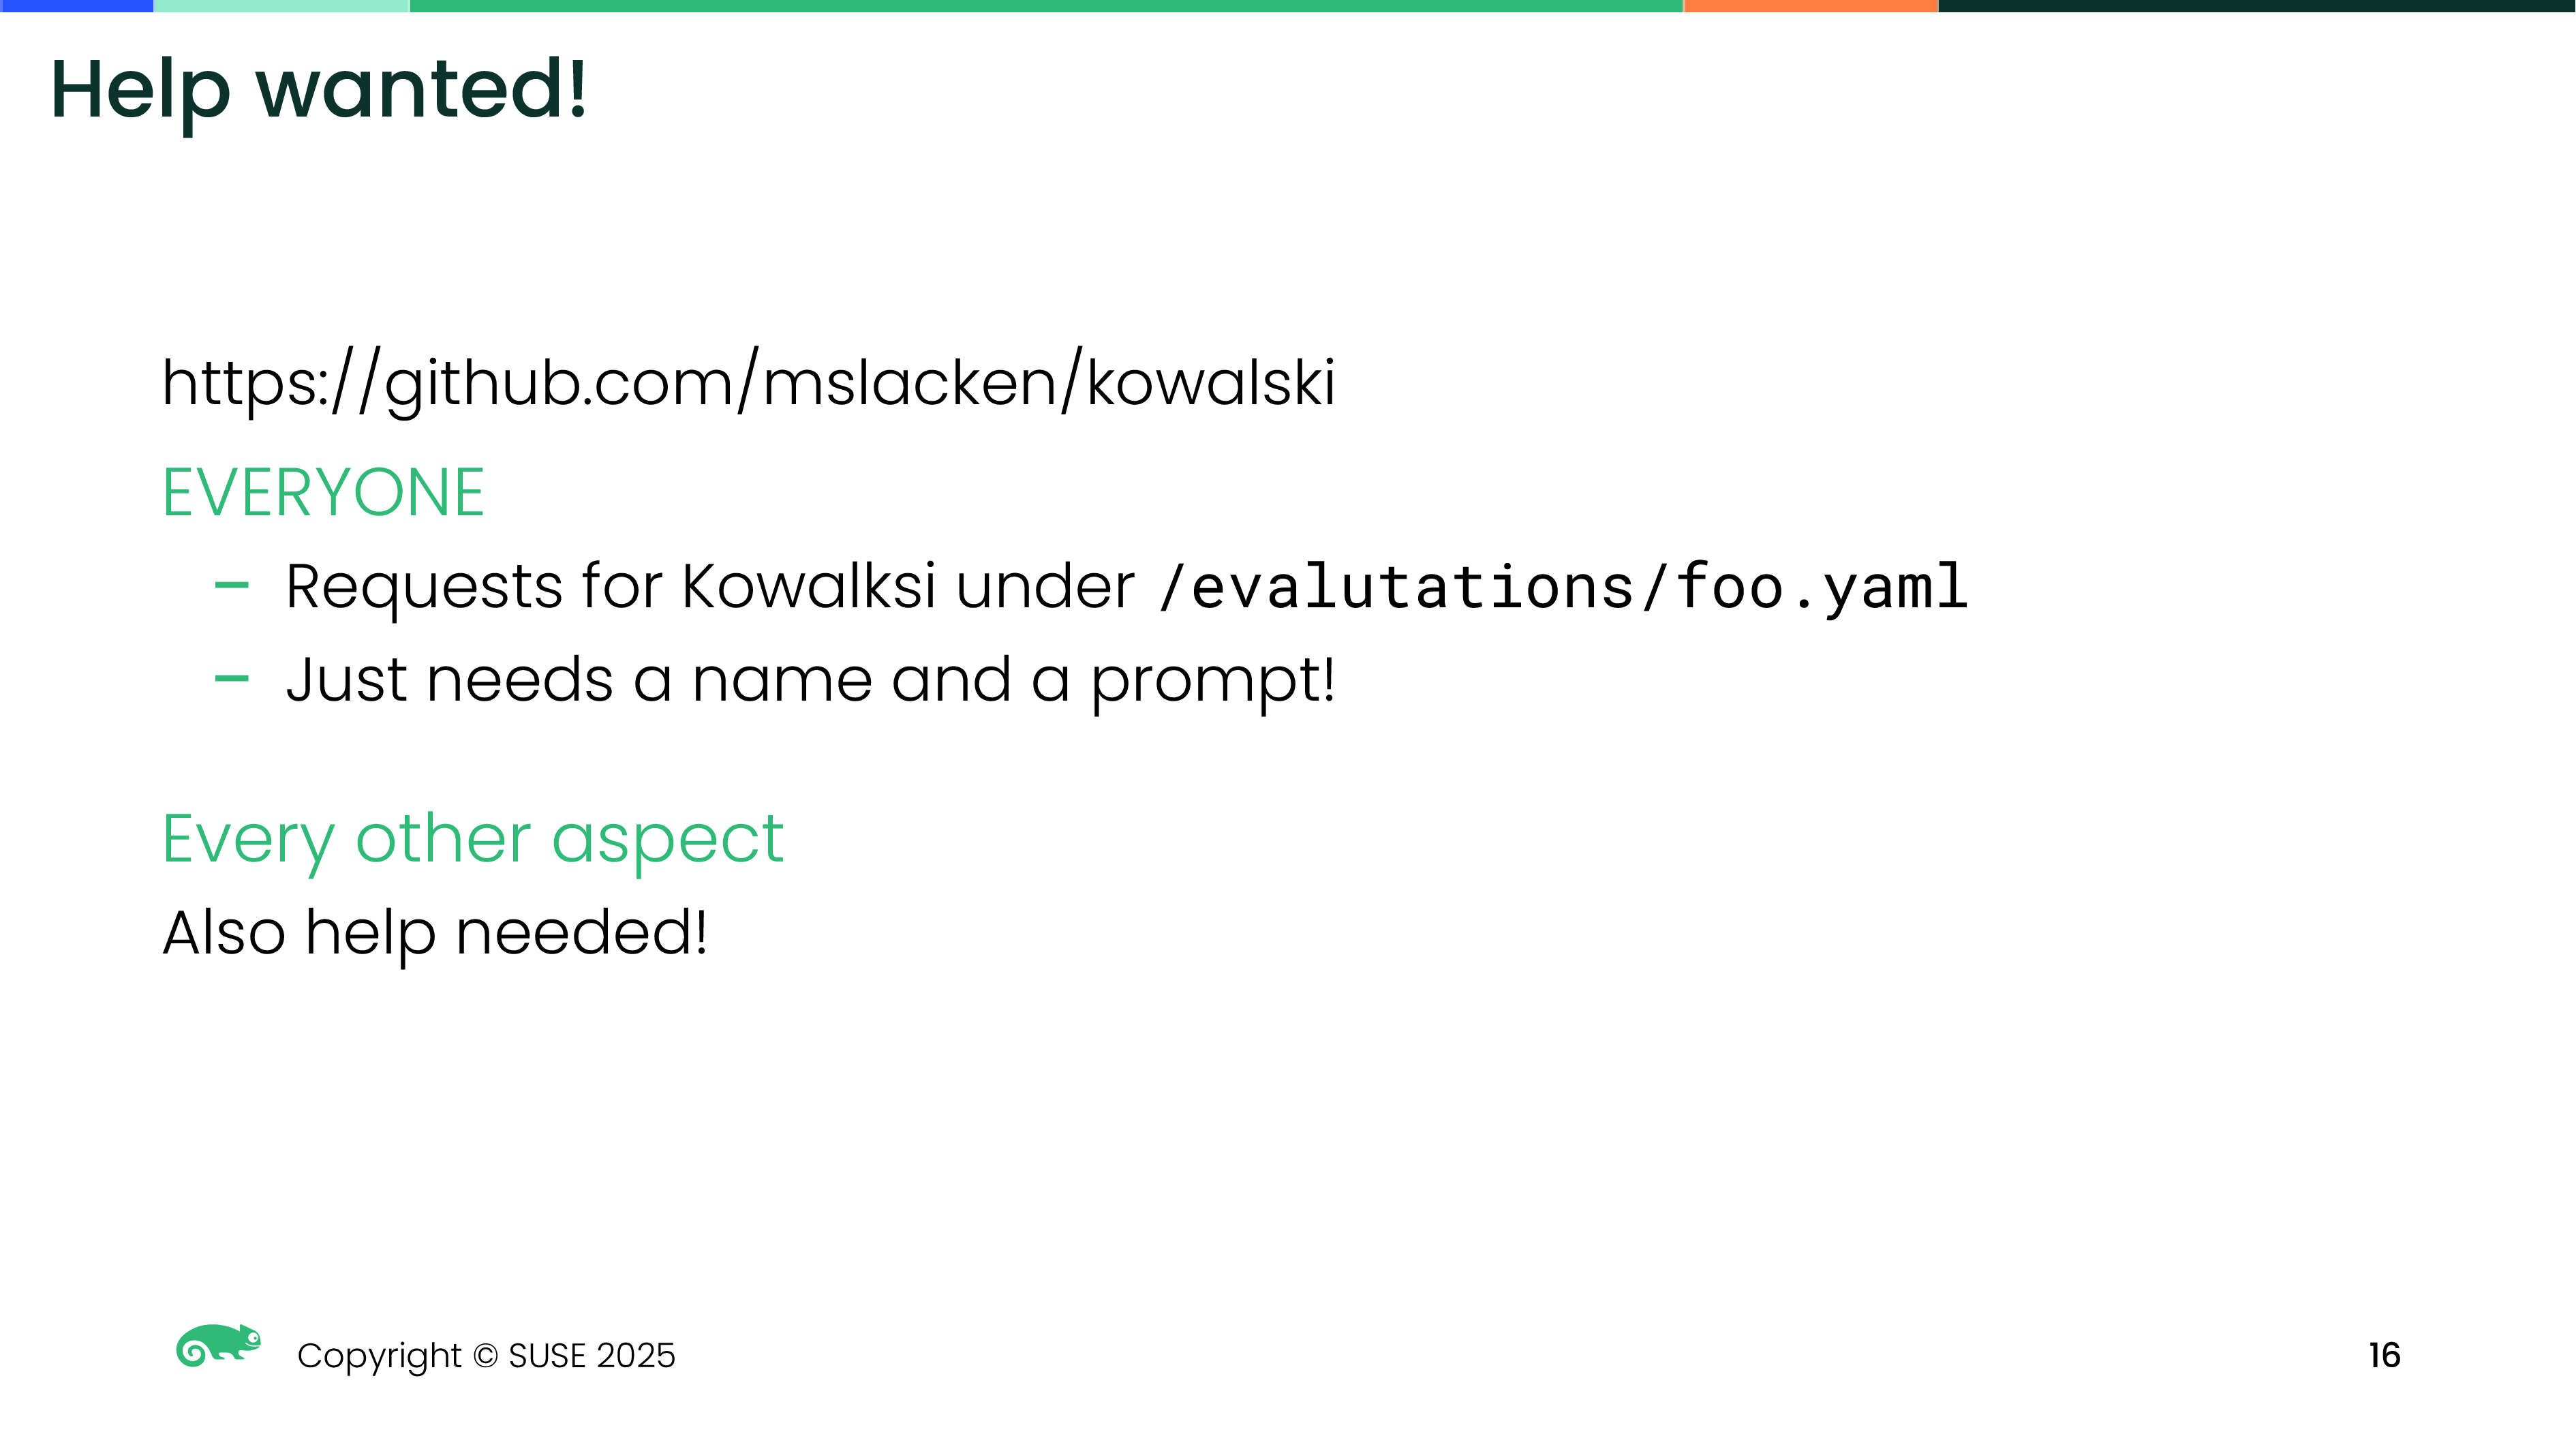 Help wanted!
https://github.com/mslacken/kowalski
EVERYONE
– Requests for Kowalksi under /evalutations/foo.yaml
– Just needs a name and a prompt!
Every other aspect
Also help needed!
Copyright © SUSE 2025
16